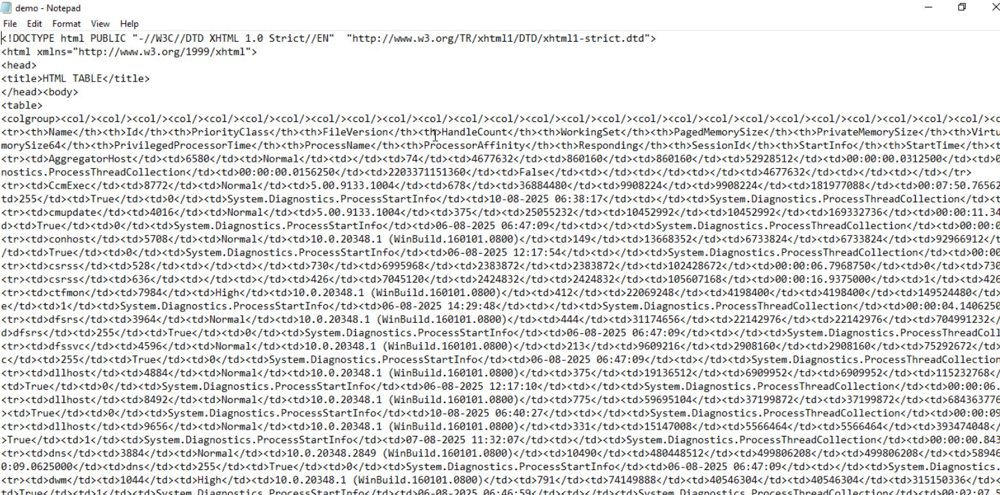 demo - Notepad
File Edit Format View Help
<!DOCTYPE html PUBLIC "-//W3C//DTD XHTML 1.0 Strict//EN"  "http://www.w3.org/TR/xhtml1/DTD/xhtml1-strict.dtd">
<html xmlns="http://www.w3.org/1999/xhtml">
<head>
<title>HTML TABLE</title>
</head><body>
<table>
<colgroup><col/><col/><col/><col/><col/><col/><col/><col/><col/><col/><col/><col/><col/><col/><col/><col/><col/><col/><col/><col/><col/><col/><col/><col/><col/><c
<tr><th>Name</th><th>Id</th><th>PriorityClass</th><th>FileVersion</th><th>HandleCount</th><th>WorkingSet</th><th>PagedMemorySize</th><th>PrivateMemorySize</th><th>Virtu
morySize64</th><th>PrivilegedProcessorTime</th><th>ProcessName</th><th>ProcessorAffinity</th><th>Responding</th><th>SessionId</th><th>StartInfo</th><th>StartTime</th><t
<tr><td>AggregatorHost</td><td>6580</td><td>Normal</td><td></td><td>74</td><td>4677632</td><td>860160</td><td>860160</td><td>52928512</td><td>00:00:00.0312500</td><td>0
nostics.ProcessThreadCollection</td><td>00:00:00.0156250</td><td>2203371151360</td><td>False</td><td></td><td></td><td>4677632</td><td></td><td></td><td></td></tr>
<tr><td>CcmExec</td><td>8772</td><td>Normal</td><td>5.00.9133.1004</td><td>678</td><td>36884480</td><td>9908224</td><td>9908224</td><td>181977088</td><td>00:07:50.76562
td>255</td><td>True</td><td>0</td><td>System.Diagnostics.ProcessStartInfo</td><td>10-08-2025 06:38:17</td><td></td><td>System.Diagnostics.ProcessThreadCollection</td><t
<tr><td>cmupdate</td><td>4016</td><td>Normal</td><td>5.00.9133.1004</td><td>375</td><td>25055232</td><td>10452992</td><td>10452992</td><td>169332736</td><td>00:00:11.34
d><td>True</td><td>0</td><td>System.Diagnostics.ProcessStartInfo</td><td>06-08-2025 06:47:09</td><td></td><td>System.Diagnostics.ProcessThreadCollection</td><td>00:00:0
<tr><td>conhost</td><td>5708</td><td>Normal</td><td>10.0.20348.1 (WinBuild.160101.0800)</td><td>149</td><td>13668352</td><td>6733824</td><td>6733824</td><td>92966912</t
/td><td>True</td><td>0</td><td>System.Diagnostics.ProcessStartInfo</td><td>06-08-2025 12:17:54</td><td></td><td>System.Diagnostics.ProcessThreadCollection</td><td>00:00
<tr><td>csrss</td><td>528</td><td></td><td></td><td>730</td><td>6995968</td><td>2383872</td><td>2383872</td><td>102428672</td><td>00:00:06.7968750</td><td>0</td><td>730
<tr><td>csrss</td><td>636</td><td></td><td></td><td>426</td><td>7045120</td><td>2424832</td><td>2424832</td><td>105607168</td><td>00:00:16.9375000</td><td>1</td><td>426
<tr><td>ctfmon</td><td>7984</td><td>High</td><td>10.0.20348.1 (WinBuild.160101.0800)</td><td>412</td><td>22069248</td><td>4198400</td><td>4198400</td><td>149524480</td>
e</td><td>1</td><td>System.Diagnostics.ProcessStartInfo</td><td>06-08-2025 14:29:48</td><td></td><td>System.Diagnostics.ProcessThreadCollection</td><td>00:00:04.1406250
<tr><td>dfsrs</td><td>3964</td><td>Normal</td><td>10.0.20348.1 (WinBuild.160101.0800)</td><td>444</td><td>31174656</td><td>22142976</td><td>22142976</td><td>704991232</
d>dfsrs</td><td>255</td><td>True</td><td>0</td><td>System.Diagnostics.ProcessStartInfo</td><td>06-08-2025 06:47:09</td><td></td><td>System.Diagnostics.ProcessThreadColl
<tr><td>dfssvc</td><td>4596</td><td>Normal</td><td>10.0.20348.1 (WinBuild.160101.0800)</td><td>213</td><td>9609216</td><td>2908160</td><td>2908160</td><td>75292672</td>
c</td><td>255</td><td>True</td><td>0</td><td>System.Diagnostics.ProcessStartInfo</td><td>06-08-2025 06:47:09</td><td></td><td>System.Diagnostics.ProcessThreadCollection
<tr><td>dllhost</td><td>4884</td><td>Normal</td><td>10.0.20348.1 (WinBuild.160101.0800)</td><td>375</td><td>19136512</td><td>6909952</td><td>6909952</td><td>115232768</
<td>True</td><td>0</td><td>System.Diagnostics.ProcessStartInfo</td><td>06-08-2025 12:17:10</td><td></td><td>System.Diagnostics.ProcessThreadCollection</td><td>00:00:06.
<tr><td>dllhost</td><td>8492</td><td>Normal</td><td>10.0.20348.1 (WinBuild.160101.0800)</td><td>775</td><td>59695104</td><td>37199872</td><td>37199872</td><td>684363776
><td>True</td><td>0</td><td>System.Diagnostics.ProcessStartInfo</td><td>10-08-2025 06:40:27</td><td></td><td>System.Diagnostics.ProcessThreadCollection</td><td>00:00:09
<tr><td>dllhost</td><td>9656</td><td>Normal</td><td>10.0.20348.1 (WinBuild.160101.0800)</td><td>331</td><td>15147008</td><td>5566464</td><td>5566464</td><td>393474048</
>True</td><td>1</td><td>System.Diagnostics.ProcessStartInfo</td><td>07-08-2025 11:32:07</td><td></td><td>System.Diagnostics.ProcessThreadCollection</td><td>00:00:00.843
<tr><td>dns</td><td>3884</td><td>Normal</td><td>10.0.20348.2849 (WinBuild.160101.0800)</td><td>10490</td><td>480448512</td><td>499806208</td><td>499806208</td><td>58946
0:09.0625000</td><td>dns</td><td>255</td><td>True</td><td>0</td><td>System.Diagnostics.ProcessStartInfo</td><td>06-08-2025 06:47:09</td><td></td><td>System.Diagnostics.
<tr><td>dwm</td><td>1044</td><td>High</td><td>10.0.20348.1 (WinBuild.160101.0800)</td><td>791</td><td>74149888</td><td>40546304</td><td>40546304</td><td>315150336</td><
td>True</td><td>1</td><td>System.Diagnostics.ProcessStartInfo</td><td>06-08-2025 06:46:59</td><td></td><td>System.Diagnostics.ProcessThreadCollection</td><td>00:02:07.5